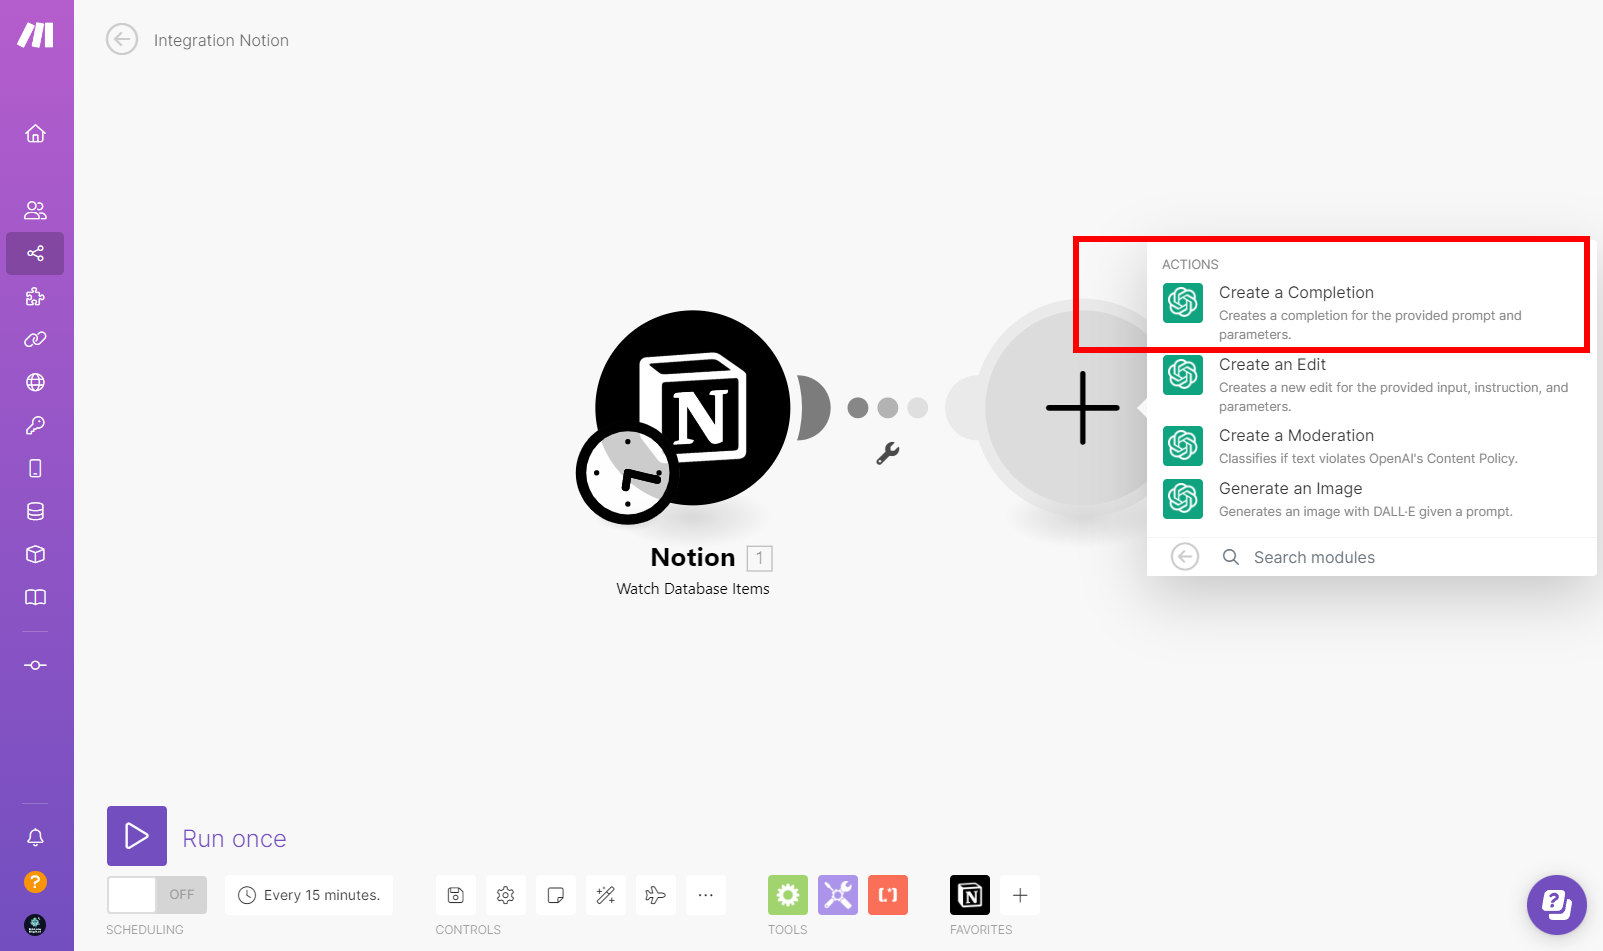 Integration Notion
ACTIONS
Create a Completion
Creates a completion for the provided prompt and
parameters.
Create an Edit
Creates a new edit for the provided input, instruction, and
parameters.
Create a Moderation
Classifies if text violates OpenAI's Content Policy.
Generate an Image
Generates an image with DALL·E given a prompt.
Search modules
N
Notion 1
Watch Database Items
Run once
OFF
Every 15 minutes.
SCHEDULING
CONTROLS
[.*]
TOOLS
N
FAVORITES
?
?